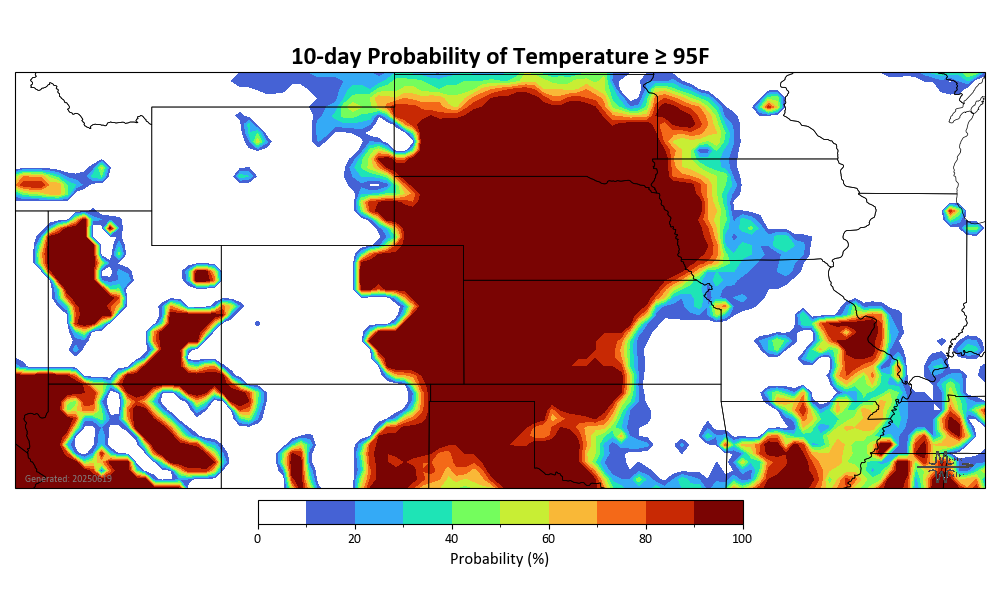 10-day Probability of Temperature ≥ 95F
Generated: 20250619
0 20 40 60 80 100
Probability (%)